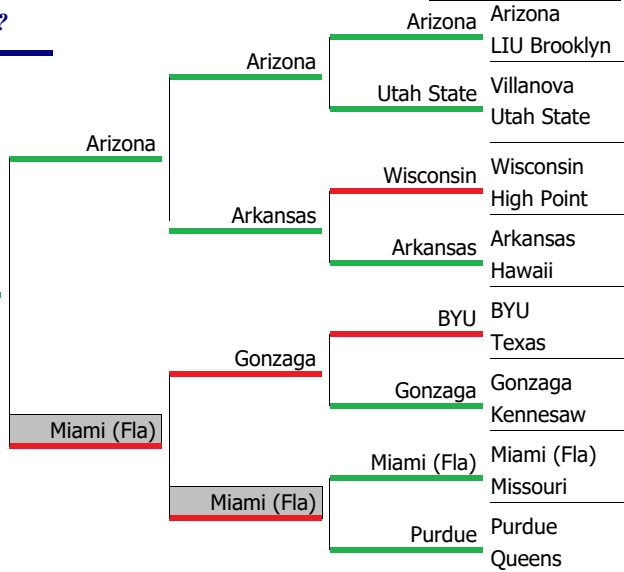 ?
Arizona
Arizona
LIU Brooklyn
Arizona
Utah State
Villanova
Utah State
Arizona
Wisconsin
Wisconsin
High Point
Arkansas
Arkansas
Arkansas
Hawaii
BYU
BYU
Texas
Gonzaga
Gonzaga
Gonzaga
Kennesaw
Miami (Fla)
Miami (Fla)
Miami (Fla)
Missouri
Miami (Fla)
Purdue
Purdue
Queens